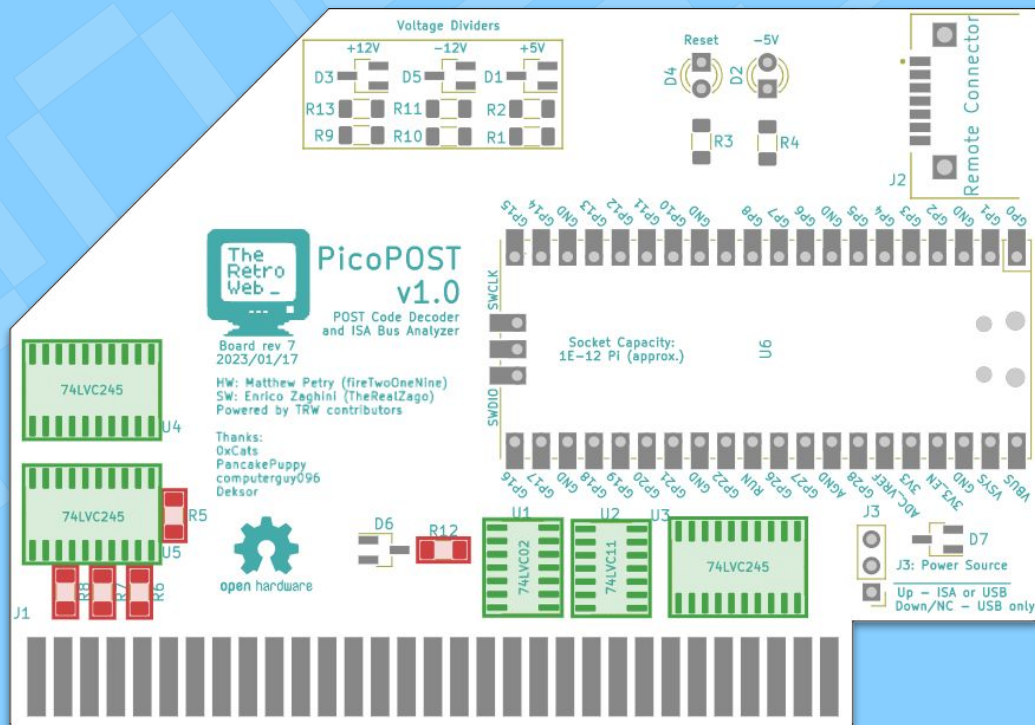 Voltage Dividers
+12V -12V +5V
D3 D5 D1
R13 R11 R2
R9 R10 R1
Reset -5V
D4 D2
R3 R4
J2
Remote Connector
GP15 GP14 GND GP13 GP12 GP11 GP10 GND GP8 GP7 GP6 GND GP5 GP4 GP3 GP2 GND GP1 GP0
The
Retro
Web _
PicoPOST
v1.0
POST Code Decoder
and ISA Bus Analyzer
Board rev 7
2023/01/17
HW: Matthew Petry (fireTwoOneNine)
SW: Enrico Zaghini (TheRealZago)
Powered by TRW contributors
Thanks:
0xCats
PancakePuppy
computerguy096
Deksor
SWCLK
SWDIO
Socket Capacity:
1E-12 Pi (approx.)
U6
GP16 GP17 GND GP18 GP19 GP20 GP21 GND GP22 RUN GP26 GP27 AGND GP28 ADC_VREF 3V3 3V3_EN GND VSYS VBUS
74LVC245
U4
74LVC245
U5
R5
R8 R7 R6
J1
open hardware
D6
R12
U1
74LVC02
U2
74LVC11
U3
74LVC245
J3
D7
J3: Power Source
Up - ISA or USB
Down/NC - USB only